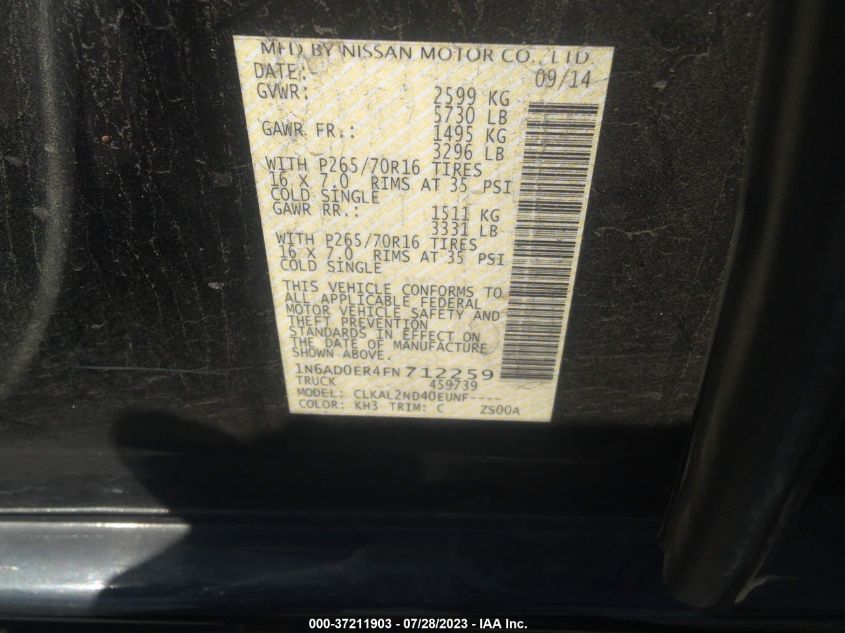 MFD BY NISSAN MOTOR CO., LTD.
DATE: 09/14
GVWR: 2599 KG
5730 LB
GAWR FR.: 1495 KG
3296 LB
WITH P265/70R16 TIRES
16 X 7.0 RIMS AT 35 PSI
COLD SINGLE
GAWR RR.: 1511 KG
3331 LB
WITH P265/70R16 TIRES
16 X 7.0 RIMS AT 35 PSI
COLD SINGLE
THIS VEHICLE CONFORMS TO
ALL APPLICABLE FEDERAL
MOTOR VEHICLE SAFETY AND
THEFT PREVENTION
STANDARDS IN EFFECT ON
THE DATE OF MANUFACTURE
SHOWN ABOVE.
1N6AD0ER4FN712259
TRUCK 459739
MODEL: CLKAL2ND40EUNF----
COLOR: KH3 TRIM: C ZS00A
000-37211903 / 07/28/2023 - IAA Inc.